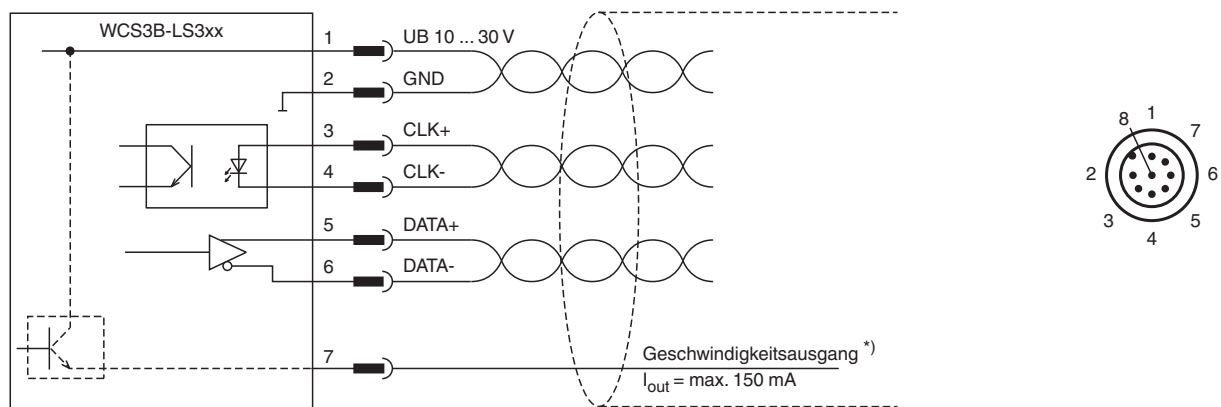 WCS3B-LS3xx
1 UB 10 ... 30 V
2 GND
3 CLK+
4 CLK-
5 DATA+
6 DATA-
7 Geschwindigkeitsausgang *)
I_out = max. 150 mA
8 1 7
2 6
3 5
4